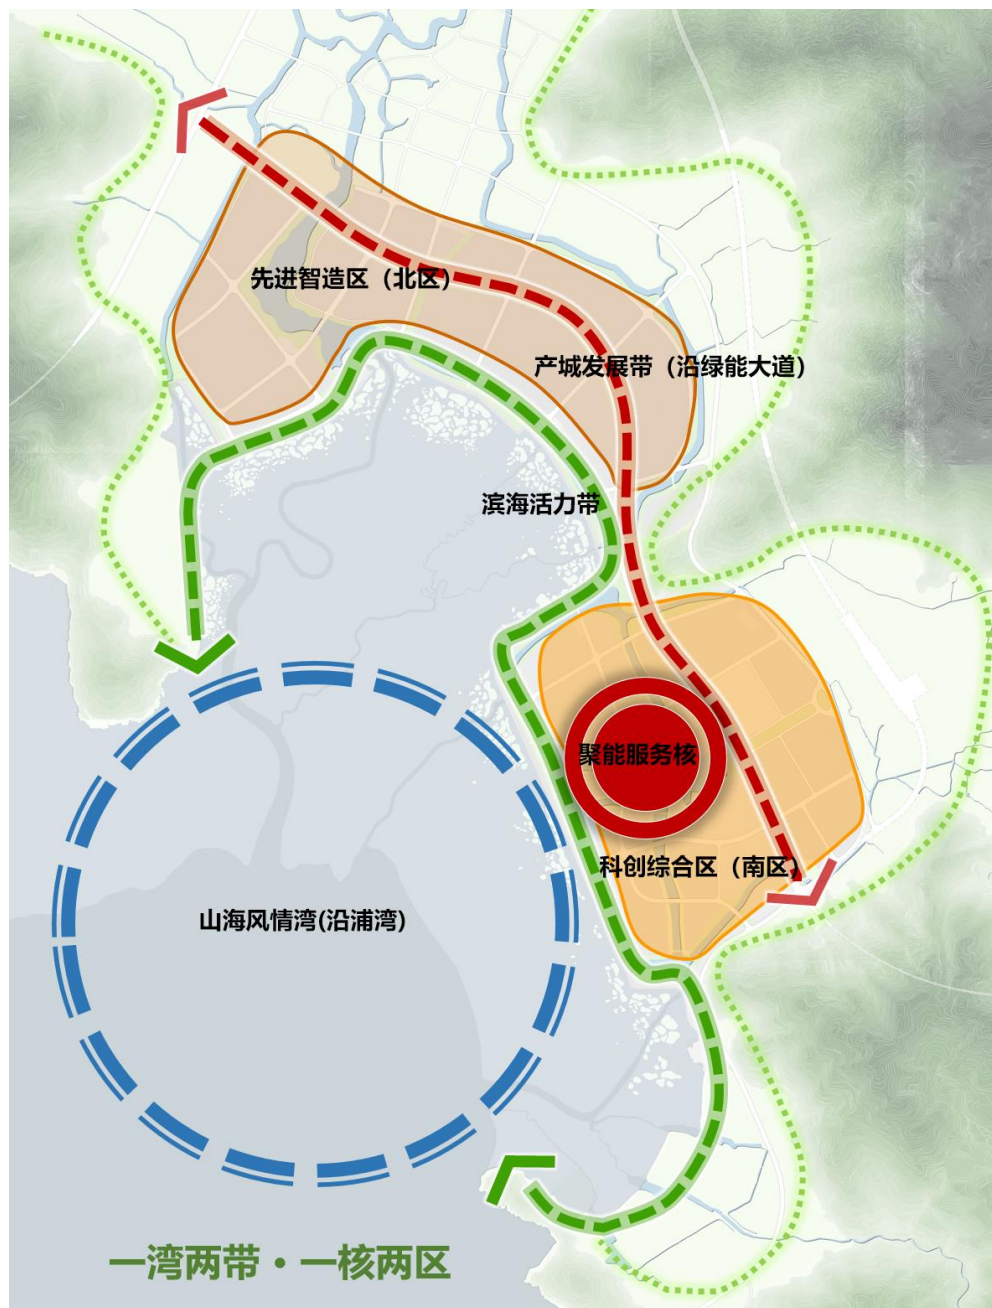 先进智造区（北区）
产城发展带（沿绿能大道）
滨海活力带
聚能服务核
科创综合区（南区）
山海风情湾(沿浦湾)
一湾两带·一核两区